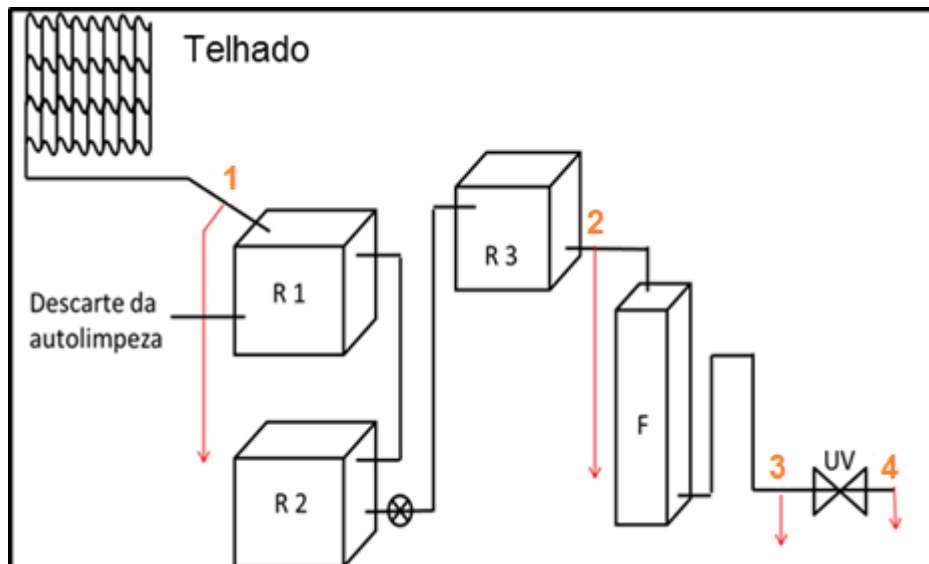 Telhado
1
R 1
Descarte da
autolimpeza
R 2
R 3
2
F
3
UV
4